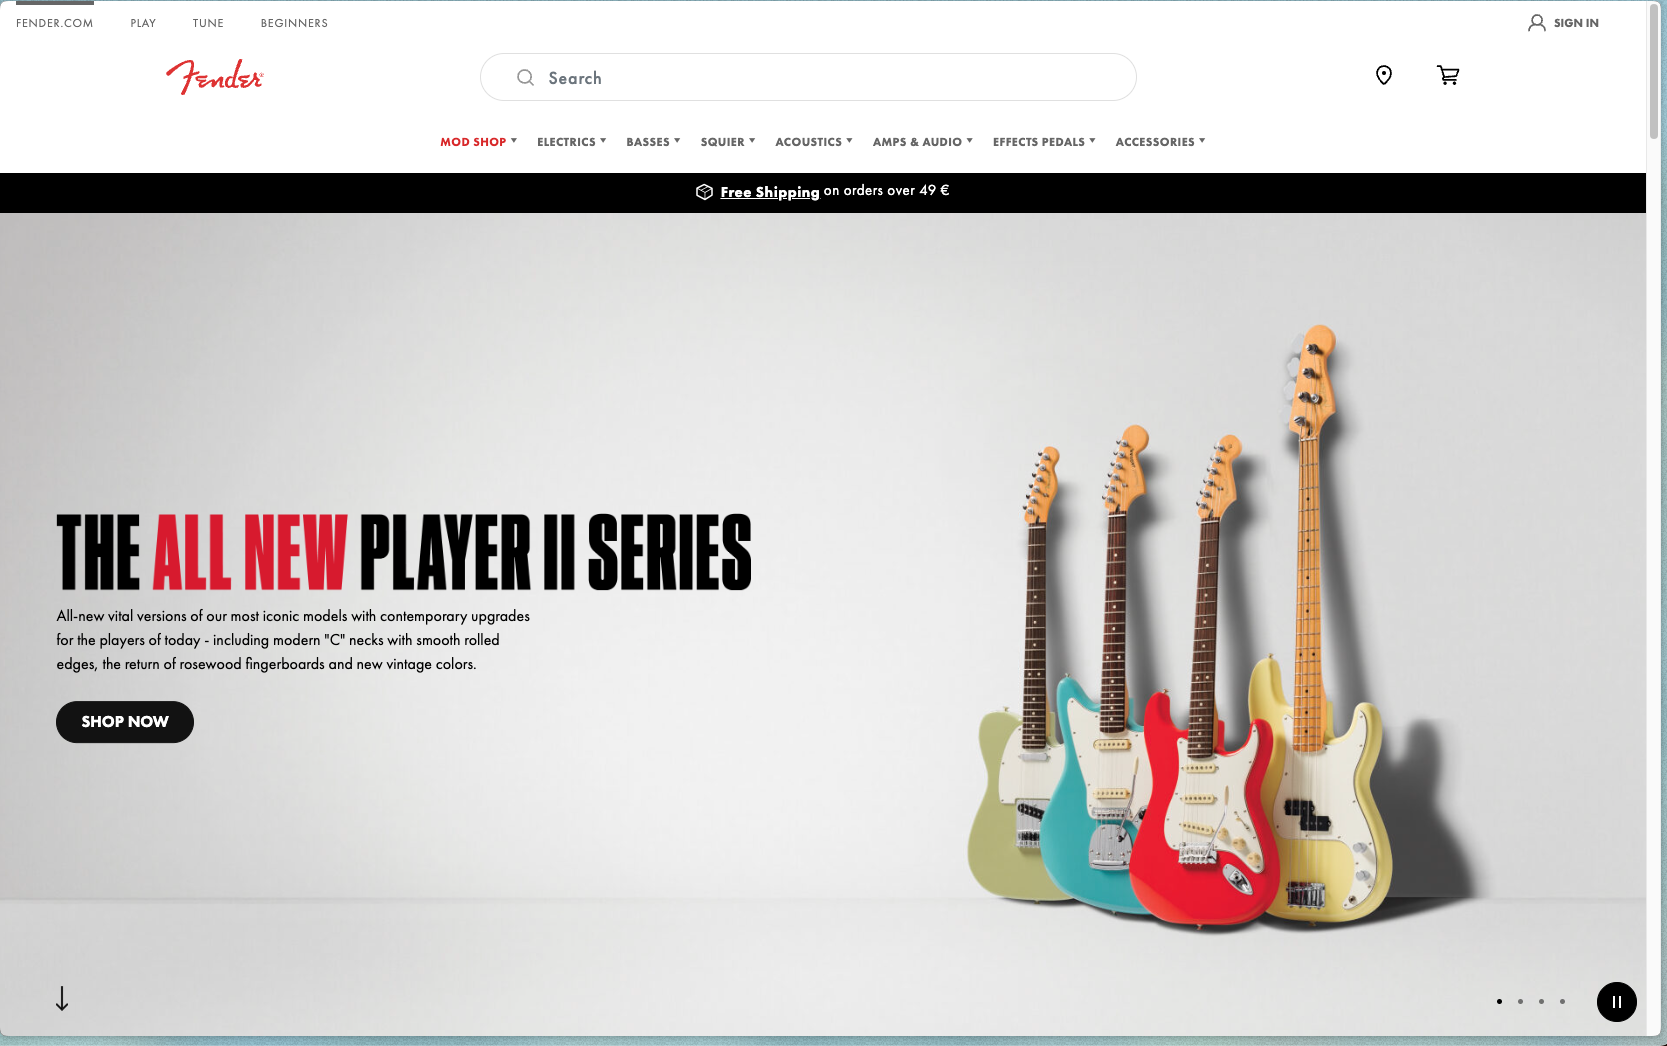 FENDER.COM PLAY TUNE BEGINNERS SIGN IN
Fender
Search
MOD SHOP ELECTRICS BASSES SQUIER ACOUSTICS AMPS & AUDIO EFFECTS PEDALS ACCESSORIES
Free Shipping on orders over 49 €
THE ALL NEW PLAYER II SERIES
All-new vital versions of our most iconic models with contemporary upgrades
for the players of today - including modern "C" necks with smooth rolled
edges, the return of rosewood fingerboards and new vintage colors.
SHOP NOW